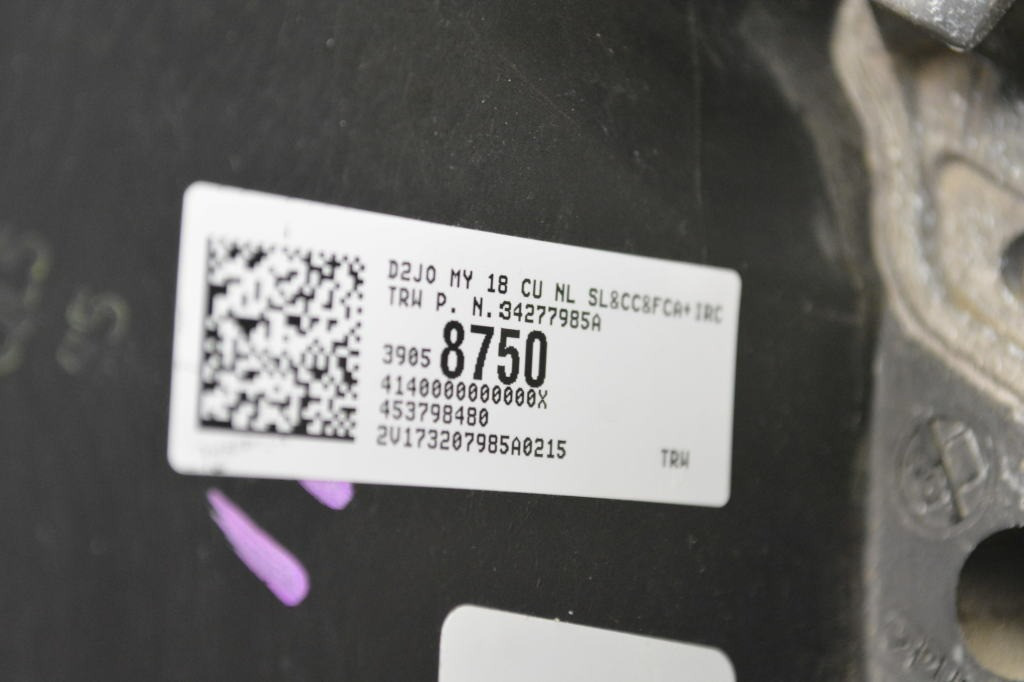 D2JO MY 18 CU NL SL&CC&FCA+IRC
TRW P. N.34277985A
3905 8750
4140000000000X
453798480
2V173207985A0215
TRW